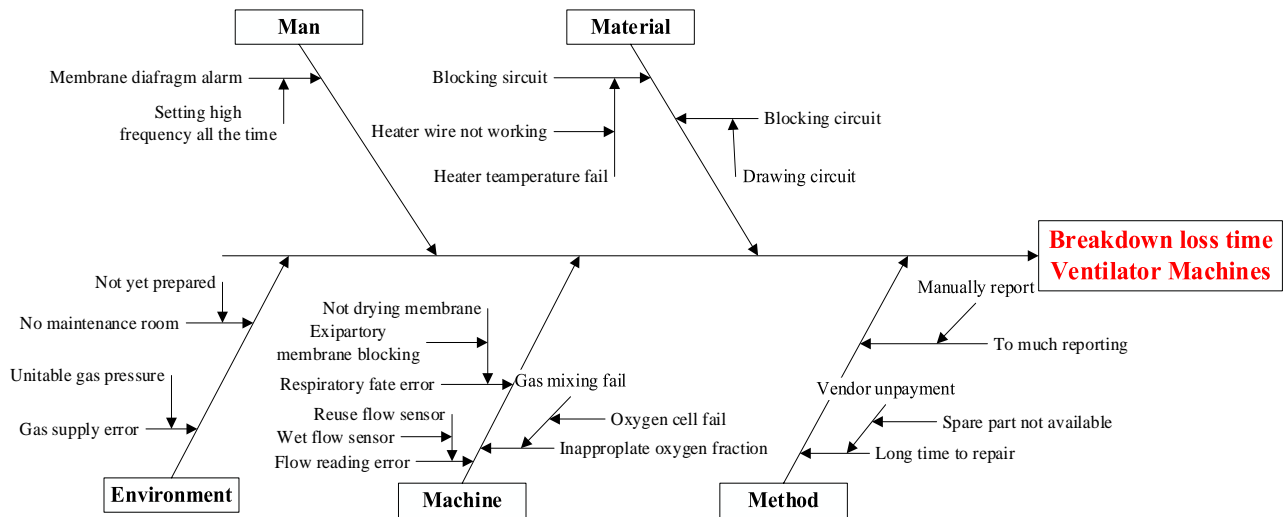 Man
Material
Membrane diafragm alarm
Setting high
frequency all the time
Blocking sircuit
Heater wire not working
Heater teamperature fail
Blocking circuit
Drawing circuit
Breakdown loss time
Ventilator Machines
Not yet prepared
No maintenance room
Unitable gas pressure
Gas supply error
Environment
Not drying membrane
Exipartory
membrane blocking
Respiratory fate error
Gas mixing fail
Reuse flow sensor
Oxygen cell fail
Wet flow sensor
Inapproplate oxygen fraction
Flow reading error
Machine
Manually report
To much reporting
Vendor unpayment
Spare part not available
Long time to repair
Method